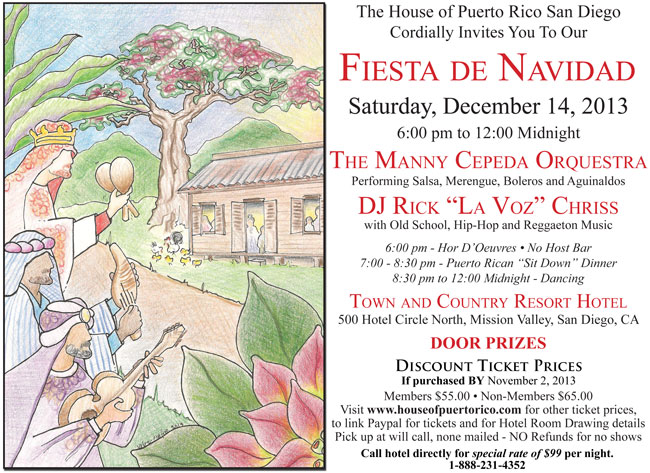 The House of Puerto Rico San Diego
Cordially Invites You To Our
Fiesta de Navidad
Saturday, December 14, 2013
6:00 pm to 12:00 Midnight
The Manny Cepeda Orquestra
Performing Salsa, Merengue, Boleros and Aguinaldos
DJ Rick “La Voz” Chriss
with Old School, Hip-Hop and Reggaeton Music
6:00 pm - Hor D’Oeuvres • No Host Bar
7:00 - 8:30 pm - Puerto Rican “Sit Down” Dinner
8:30 pm to 12:00 Midnight - Dancing
Town and Country Resort Hotel
500 Hotel Circle North, Mission Valley, San Diego, CA
DOOR PRIZES
Discount Ticket Prices
If purchased BY November 2, 2013
Members $55.00 • Non-Members $65.00
Visit www.houseofpuertorico.com for other ticket prices,
to link Paypal for tickets and for Hotel Room Drawing details
Pick up at will call, none mailed - NO Refunds for no shows
Call hotel directly for special rate of $99 per night.
1-888-231-4352